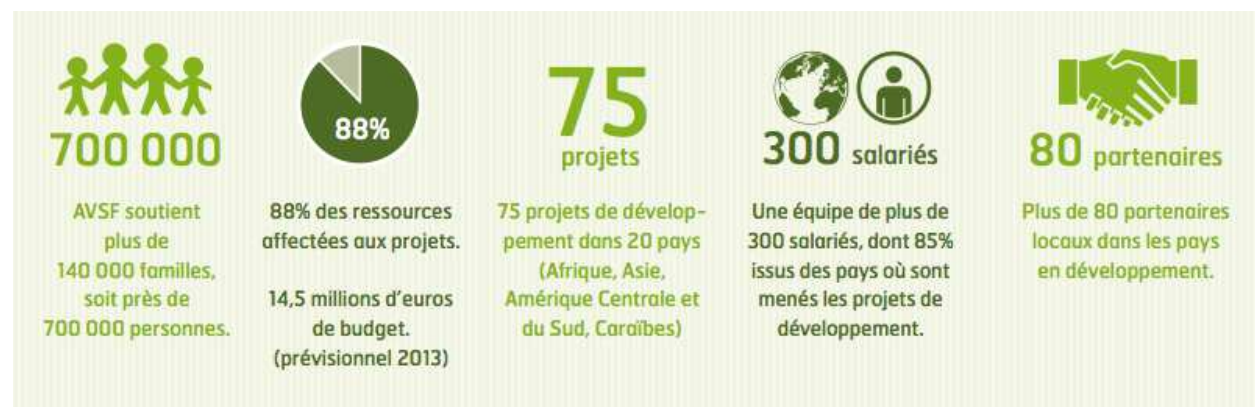 700 000
AVSF soutient
plus de
140 000 familles,
soit près de
700 000 personnes.
88%
88% des ressources
affectées aux projets.
14,5 millions d'euros
de budget.
(prévisionnel 2013)
75
projets
75 projets de dévelop-
pement dans 20 pays
(Afrique, Asie,
Amérique Centrale et
du Sud, Caraïbes)
300 salariés
Une équipe de plus de
300 salariés, dont 85%
issus des pays où sont
menés les projets de
développement.
80 partenaires
Plus de 80 partenaires
locaux dans les pays
en développement.